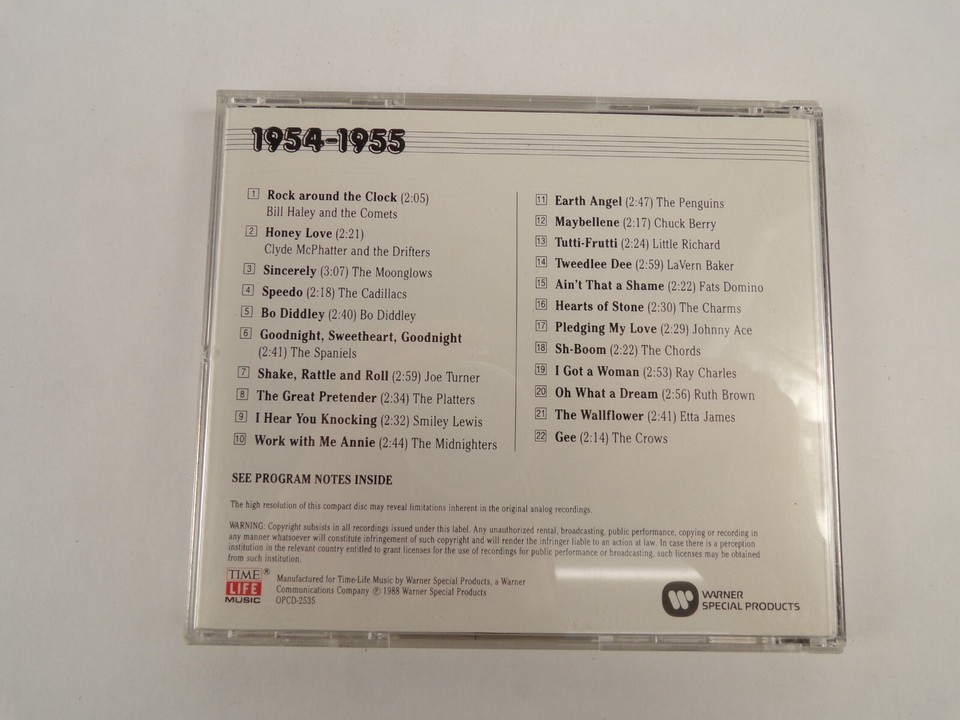 1954-1955
1 Rock around the Clock (2:05)
Bill Haley and the Comets
2 Honey Love (2:21)
Clyde McPhatter and the Drifters
3 Sincerely (3:07) The Moonglows
4 Speedo (2:18) The Cadillacs
5 Bo Diddley (2:40) Bo Diddley
6 Goodnight, Sweetheart, Goodnight
(2:41) The Spaniels
7 Shake, Rattle and Roll (2:59) Joe Turner
8 The Great Pretender (2:34) The Platters
9 I Hear You Knocking (2:32) Smiley Lewis
10 Work with Me Annie (2:44) The Midnighters
11 Earth Angel (2:47) The Penguins
12 Maybellene (2:17) Chuck Berry
13 Tutti-Frutti (2:24) Little Richard
14 Tweedlee Dee (2:59) LaVern Baker
15 Ain't That a Shame (2:22) Fats Domino
16 Hearts of Stone (2:30) The Charms
17 Pledging My Love (2:29) Johnny Ace
18 Sh-Boom (2:22) The Chords
19 I Got a Woman (2:53) Ray Charles
20 Oh What a Dream (2:56) Ruth Brown
21 The Wallflower (2:41) Etta James
22 Gee (2:14) The Crows
SEE PROGRAM NOTES INSIDE
The high resolution of this compact disc may reveal limitations inherent in the original analog recordings.
WARNING: Copyright subsists in all recordings issued under this label. Any unauthorized rental, broadcasting, public performance, copying or recording in
any manner whatsoever will constitute infringement of such copyright and will render the infringer liable to an action at law. In case there is a perception
institution in the relevant country entitled to grant licenses for the use of recordings for public performance or broadcasting, such licenses may be obtained
from such institution.
TIME ®
LIFE
MUSIC
Manufactured for Time-Life Music by Warner Special Products, a Warner
Communications Company ℗ 1988 Warner Special Products
OPCD-2535
WARNER
SPECIAL PRODUCTS